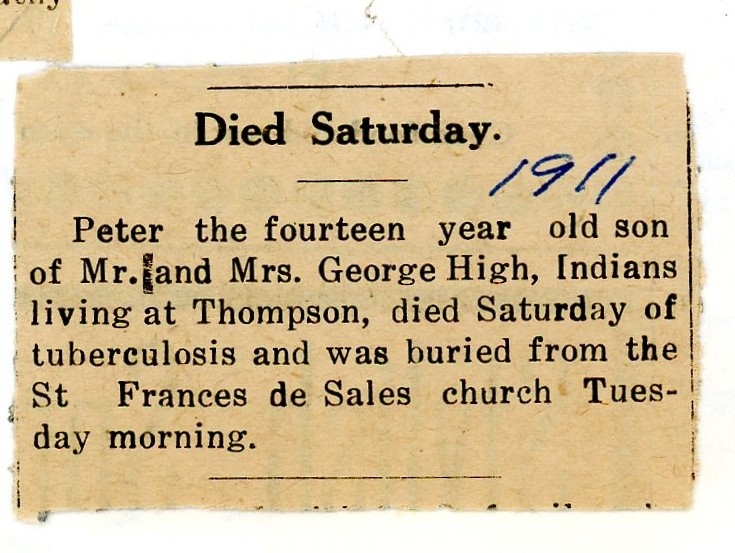 Died Saturday.
1911
Peter the fourteen year old son
of Mr. and Mrs. George High, Indians
living at Thompson, died Saturday of
tuberculosis and was buried from the
St Frances de Sales church Tues-
day morning.